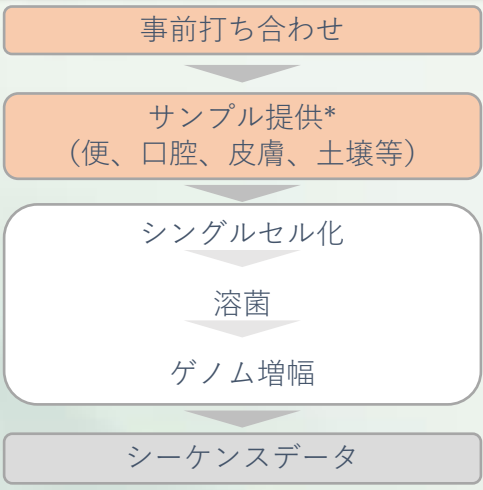 事前打ち合わせ
サンプル提供*
（便、口腔、皮膚、土壌等）
シングルセル化
溶菌
ゲノム増幅
シーケンスデータ